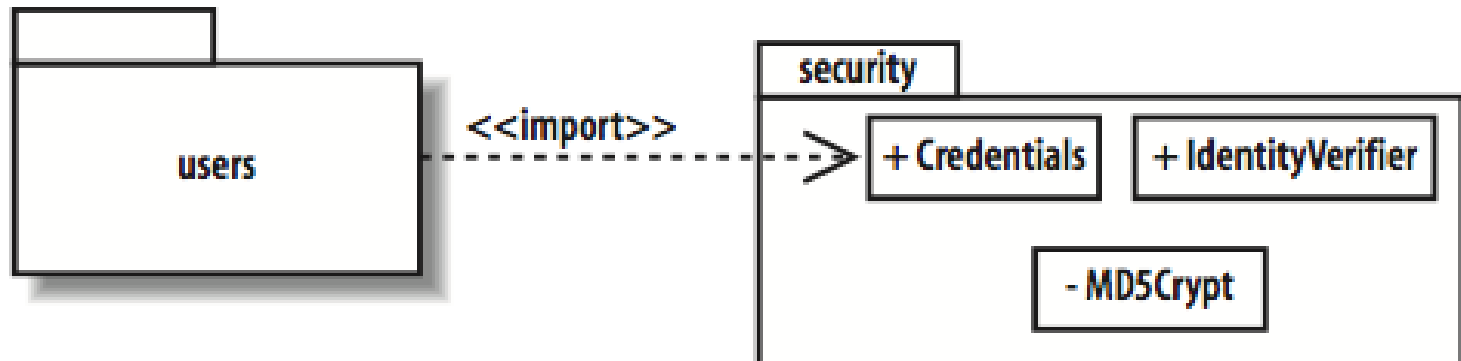 security
<<import>>
users
+ Credentials
+ IdentityVerifier
- MD5Crypt